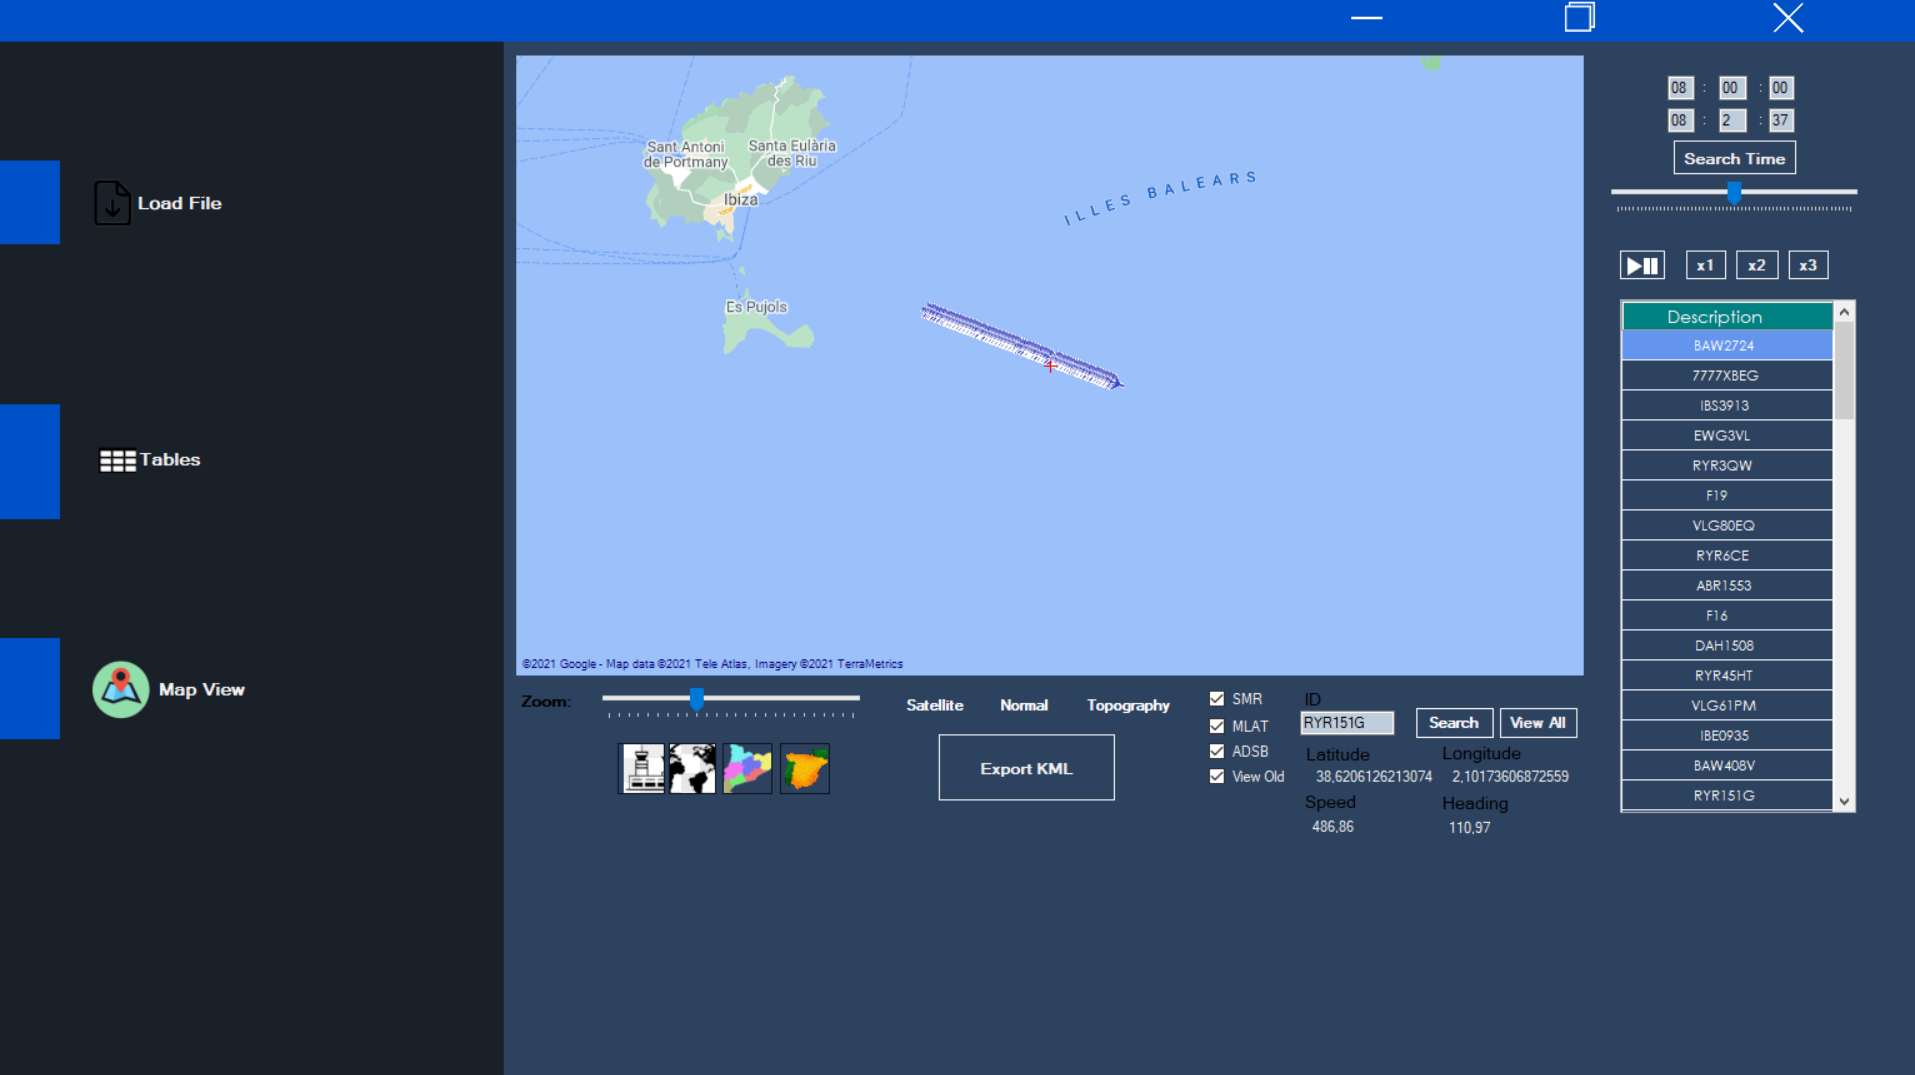 Load File
Tables
Map View
Sant Antoni
de Portmany
Santa Eulària
des Riu
Ibiza
Es Pujols
ILLES BALEARS
©2021 Google - Map data ©2021 Tele Atlas, Imagery ©2021 TerraMetrics
08 : 00 : 00
08 : 2 : 37
Search Time
x1 x2 x3
Description
BAW2724
7777XBEG
IBS3913
EWG3VL
RYR3QW
F19
VLG80EQ
RYR6CE
ABR1553
F16
DAH1508
RYR45HT
VLG61PM
IBE0935
BAW408V
RYR151G
Zoom:
Satellite Normal Topography
Export KML
SMR
MLAT
ADSB
View Old
ID
RYR151G
Search View All
Latitude Longitude
38,6206126213074 2,10173606872559
Speed Heading
486,86 110,97